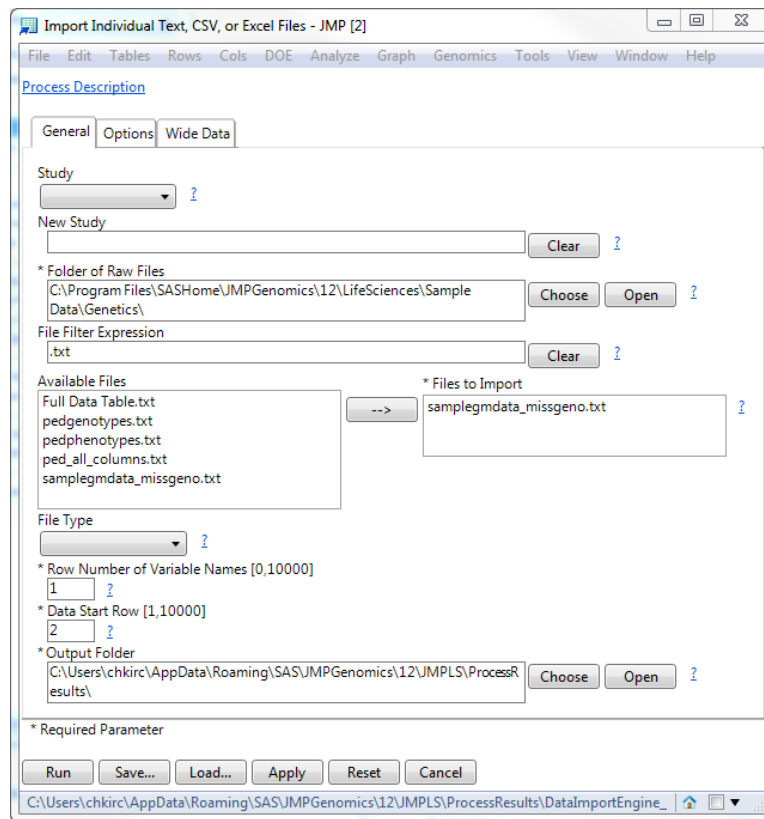 Import Individual Text, CSV, or Excel Files - JMP [2]
File Edit Tables Rows Cols DOE Analyze Graph Genomics Tools View Window Help
Process Description
General Options Wide Data
Study
?
New Study
Clear ?
* Folder of Raw Files
C:\Program Files\SASHome\JMPGenomics\12\LifeSciences\Sample
Data\Genetics\
Choose Open ?
File Filter Expression
.txt Clear ?
Available Files
Full Data Table.txt
pedgenotypes.txt
pedphenotypes.txt
ped_all_columns.txt
samplegmdata_missgeno.txt
-->
* Files to Import
samplegmdata_missgeno.txt
?
File Type
?
* Row Number of Variable Names [0,10000]
1 ?
* Data Start Row [1,10000]
2 ?
* Output Folder
C:\Users\chkirc\AppData\Roaming\SAS\JMPGenomics\12\JMPLS\ProcessR
esults\
Choose Open ?
* Required Parameter
Run Save... Load... Apply Reset Cancel
C:\Users\chkirc\AppData\Roaming\SAS\JMPGenomics\12\JMPLS\ProcessResults\DataImportEngine_